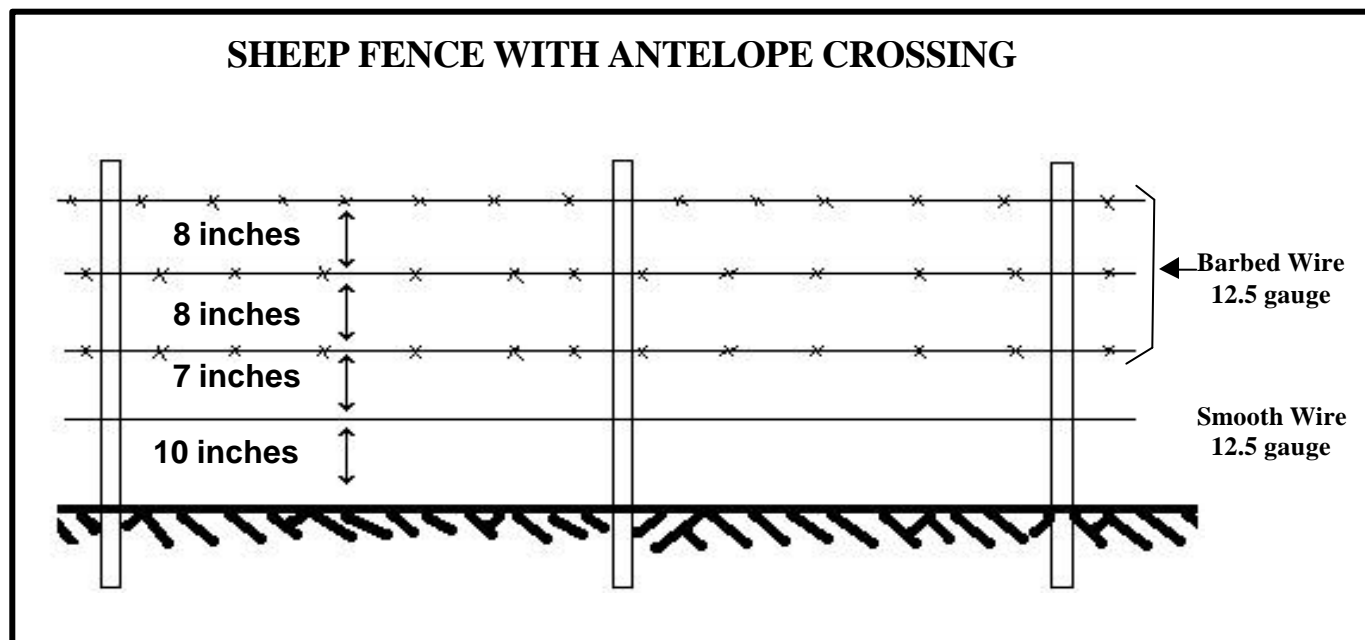 SHEEP FENCE WITH ANTELOPE CROSSING
8 inches
8 inches
7 inches
10 inches
Barbed Wire
12.5 gauge
Smooth Wire
12.5 gauge